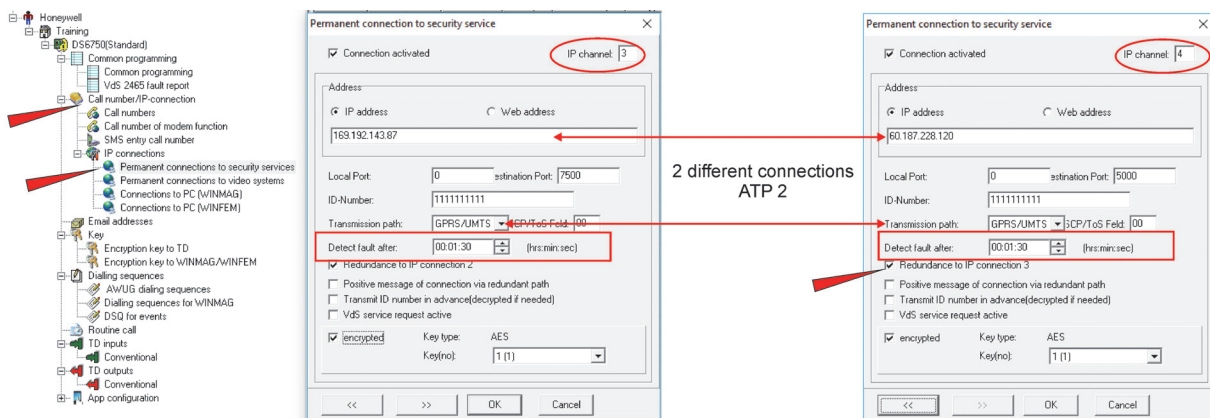 Honeywell
Training
DS6750(Standard)
Common programming
Common programming
VdS 2465 fault report
Call number/IP-connection
Call numbers
Call number of modem function
SMS entry call number
IP connections
Permanent connections to security services
Permanent connections to video systems
Connections to PC (WINMAG)
Connections to PC (WINFEM)
Email addresses
Key
Encryption key to TD
Encryption key to WINMAG/WINFEM
Dialling sequences
AWUG dialing sequences
Dialling sequences for WINMAG
DSQ for events
Routine call
TD inputs
Conventional
TD outputs
Conventional
App configuration
Permanent connection to security service
Connection activated IP channel: 3
Address
IP address Web address
169.192.143.87
Local Port: 0 estination Port: 7500
ID-Number: 1111111111
Transmission path: GPRS/UMTS SCP/ToS Feld: 00
Detect fault after: 00:01:30 (hrs:min:sec)
Redundance to IP connection 2
Positive message of connection via redundant path
Transmit ID number in advance(decrypted if needed)
VdS service request active
encrypted Key type: AES
Key(no): 1 (1)
<< >> OK Cancel
2 different connections
ATP 2
Permanent connection to security service
Connection activated IP channel: 4
Address
IP address Web address
60.187.228.120
Local Port: 0 estination Port: 5000
ID-Number: 1111111111
Transmission path: GPRS/UMTS SCP/ToS Feld: 00
Detect fault after: 00:01:30 (hrs:min:sec)
Redundance to IP connection 3
Positive message of connection via redundant path
Transmit ID number in advance(decrypted if needed)
VdS service request active
encrypted Key type: AES
Key(no): 1 (1)
<< >> OK Cancel